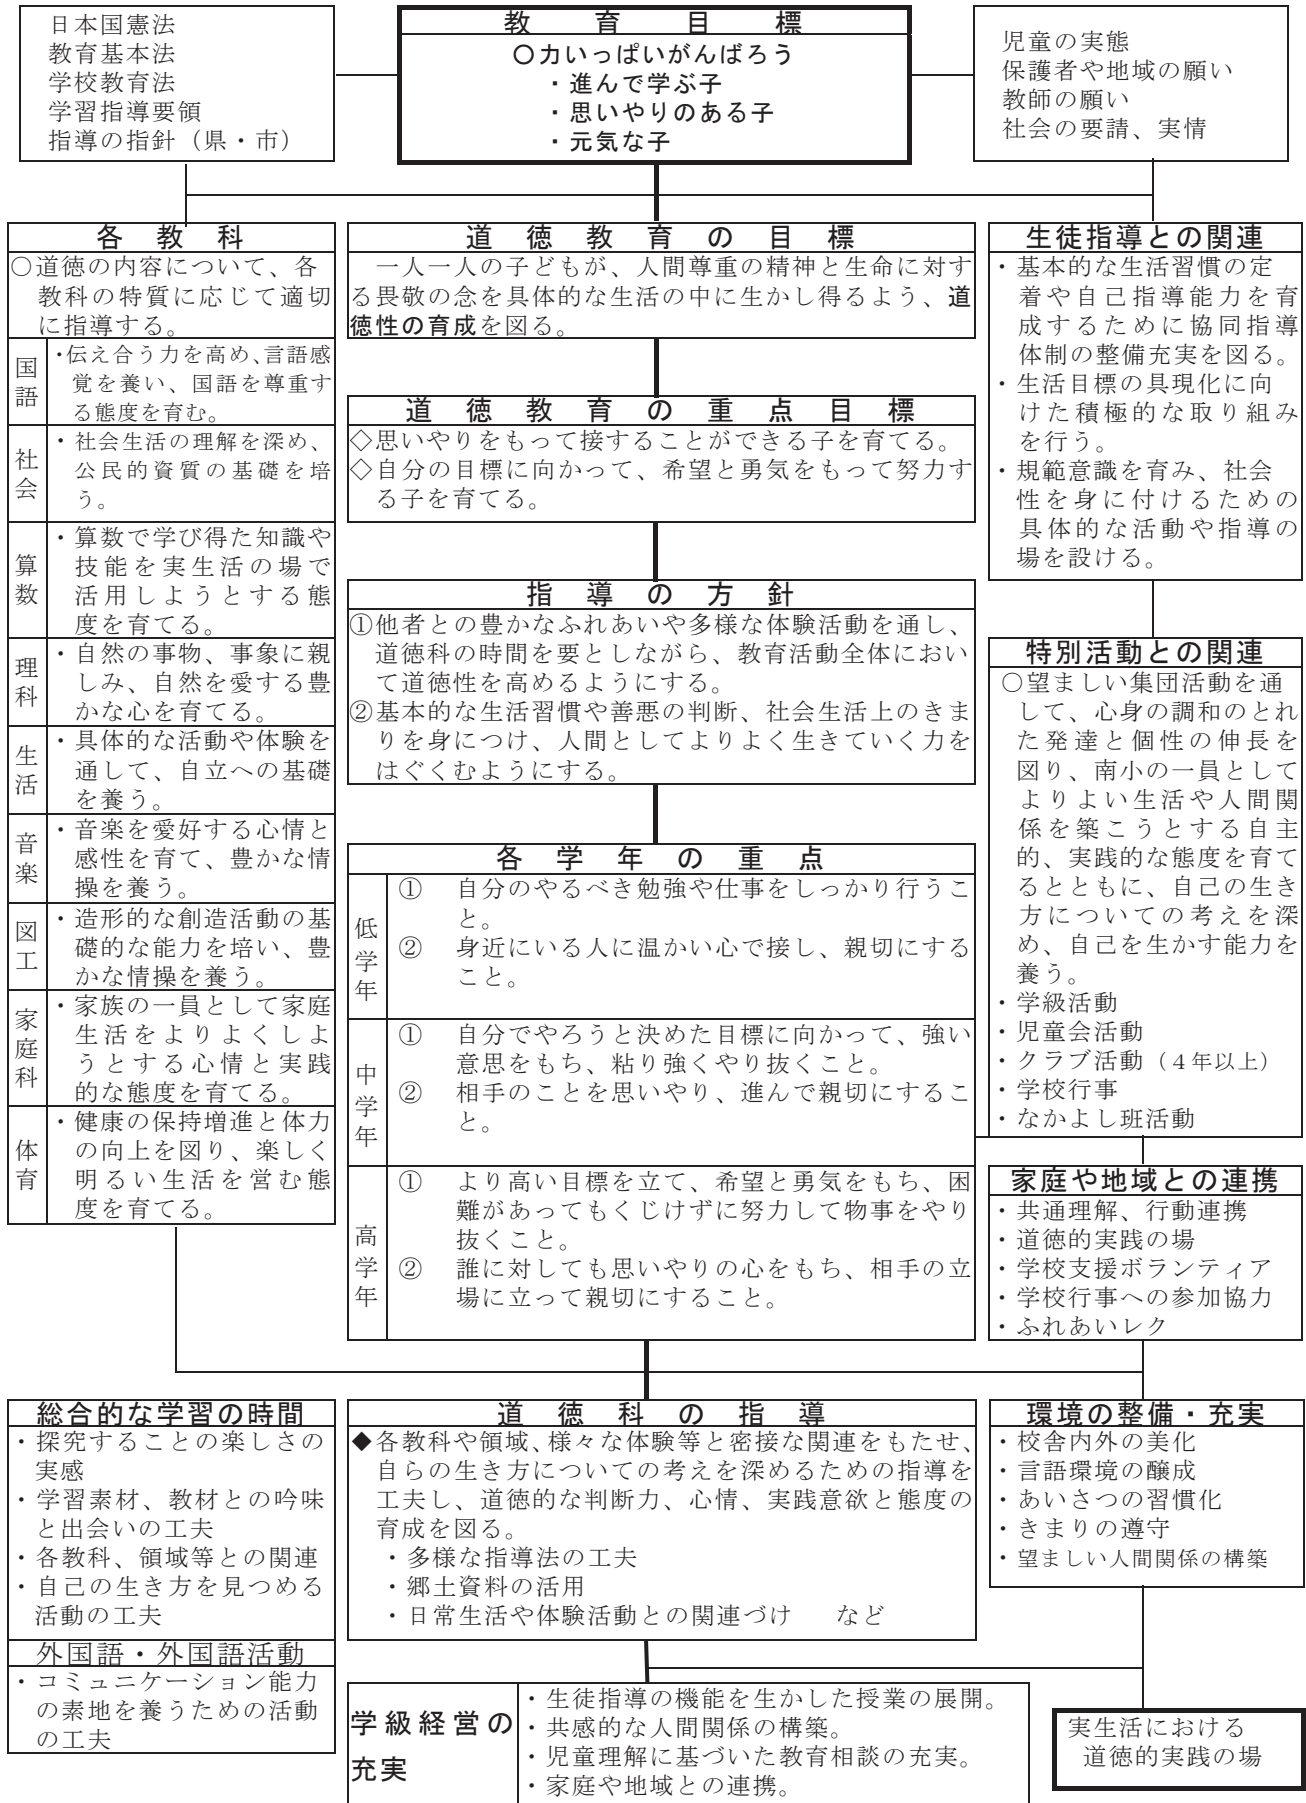 日本国憲法
教育基本法
学校教育法
学習指導要領
指導の指針（県・市）
教育目標
○力いっぱいがんばろう
・進んで学ぶ子
・思いやりのある子
・元気な子
児童の実態
保護者や地域の願い
教師の願い
社会の要請、実情
各教科
○道徳の内容について、各
教科の特質に応じて適切
に指導する。
国語
・伝え合う力を高め、言語感
覚を養い、国語を尊重す
る態度を育む。
社会
・社会生活の理解を深め、
公民的資質の基礎を培
う。
算数
・算数で学び得た知識や
技能を実生活の場で
活用しようとする態
度を育てる。
理科
・自然の事物、事象に親
しみ、自然を愛する豊
かな心を育てる。
生活
・具体的な活動や体験を
通して、自立への基礎
を養う。
音楽
・音楽を愛好する心情と
感性を育て、豊かな情
操を養う。
図工
・造形的な創造活動の基
礎的な能力を培い、豊
かな情操を養う。
家庭科
・家族の一員として家庭
生活をよりよくしよ
うとする心情と実践
的な態度を育てる。
体育
・健康の保持増進と体力
の向上を図り、楽しく
明るい生活を営む態
度を育てる。
道徳教育の目標
一人一人の子どもが、人間尊重の精神と生命に対す
る畏敬の念を具体的な生活の中に生かし得るよう、道
徳性の育成を図る。
道徳教育の重点目標
◇思いやりをもって接することができる子を育てる。
◇自分の目標に向かって、希望と勇気をもって努力す
る子を育てる。
指導の方針
①他者との豊かなふれあいや多様な体験活動を通し、
道徳科の時間を要としながら、教育活動全体におい
て道徳性を高めるようにする。
②基本的な生活習慣や善悪の判断、社会生活上のきま
りを身につけ、人間としてよりよく生きていく力を
はぐくむようにする。
各学年の重点
低学年
① 自分のやるべき勉強や仕事をしっかり行うこ
と。
② 身近にいる人に温かい心で接し、親切にする
こと。
中学年
① 自分でやろうと決めた目標に向かって、強い
意思をもち、粘り強くやり抜くこと。
② 相手のことを思いやり、進んで親切にするこ
と。
高学年
① より高い目標を立て、希望と勇気をもち、困
難があってもくじけずに努力して物事をやり
抜くこと。
② 誰に対しても思いやりの心をもち、相手の立
場に立って親切にすること。
生徒指導との関連
・基本的な生活習慣の定
着や自己指導能力を育
成するために協同指導
体制の整備充実を図る。
・生活目標の具現化に向
けた積極的な取り組み
を行う。
・規範意識を育み、社会
性を身に付けるための
具体的な活動や指導の
場を設ける。
特別活動との関連
○望ましい集団活動を通
して、心身の調和のとれ
た発達と個性の伸長を
図り、南小の一員として
よりよい生活や人間関
係を築こうとする自主
的、実践的な態度を育て
るとともに、自己の生き
方についての考えを深
め、自己を生かす能力を
養う。
・学級活動
・児童会活動
・クラブ活動（４年以上）
・学校行事
・なかよし班活動
家庭や地域との連携
・共通理解、行動連携
・道徳的実践の場
・学校支援ボランティア
・学校行事への参加協力
・ふれあいレク
総合的な学習の時間
・探究することの楽しさの
実感
・学習素材、教材との吟味
と出会いの工夫
・各教科、領域等との関連
・自己の生き方を見つめる
活動の工夫
外国語・外国語活動
・コミュニケーション能力
の素地を養うための活動
の工夫
道徳科の指導
◆各教科や領域、様々な体験等と密接な関連をもたせ、
自らの生き方についての考えを深めるための指導を
工夫し、道徳的な判断力、心情、実践意欲と態度の
育成を図る。
・多様な指導法の工夫
・郷土資料の活用
・日常生活や体験活動との関連づけ など
環境の整備・充実
・校舎内外の美化
・言語環境の醸成
・あいさつの習慣化
・きまりの遵守
・望ましい人間関係の構築
学級経営の
充実
・生徒指導の機能を生かした授業の展開。
・共感的な人間関係の構築。
・児童理解に基づいた教育相談の充実。
・家庭や地域との連携。
実生活における
道徳的実践の場